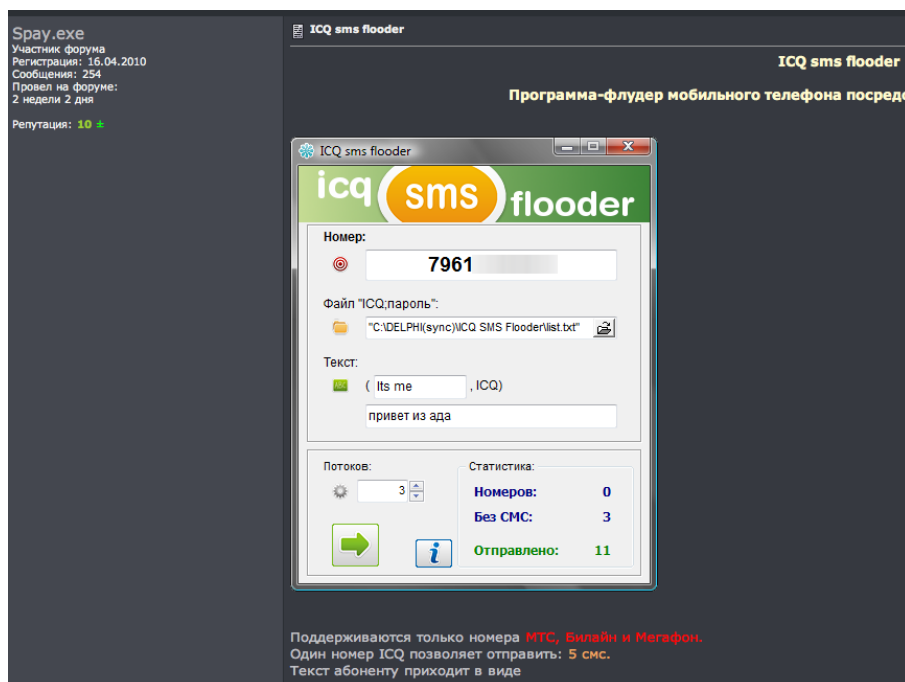 Spay.exe
Участник форума
Регистрация: 16.04.2010
Сообщения: 254
Провел на форуме:
2 недели 2 дня
Репутация: 10 ±
ICQ sms flooder
ICQ sms flooder
Программа-флудер мобильного телефона посредс
ICQ sms flooder
icq sms flooder
Номер:
7961
Файл "ICQ;пароль":
"C:\DELPHI(sync)\ICQ SMS Flooder\list.txt"
Текст:
( Its me , ICQ)
привет из ада
Потоков:
3
Статистика:
Номеров: 0
Без СМС: 3
Отправлено: 11
Поддерживаются только номера МТС, Билайн и Мегафон.
Один номер ICQ позволяет отправить: 5 смс.
Текст абоненту приходит в виде